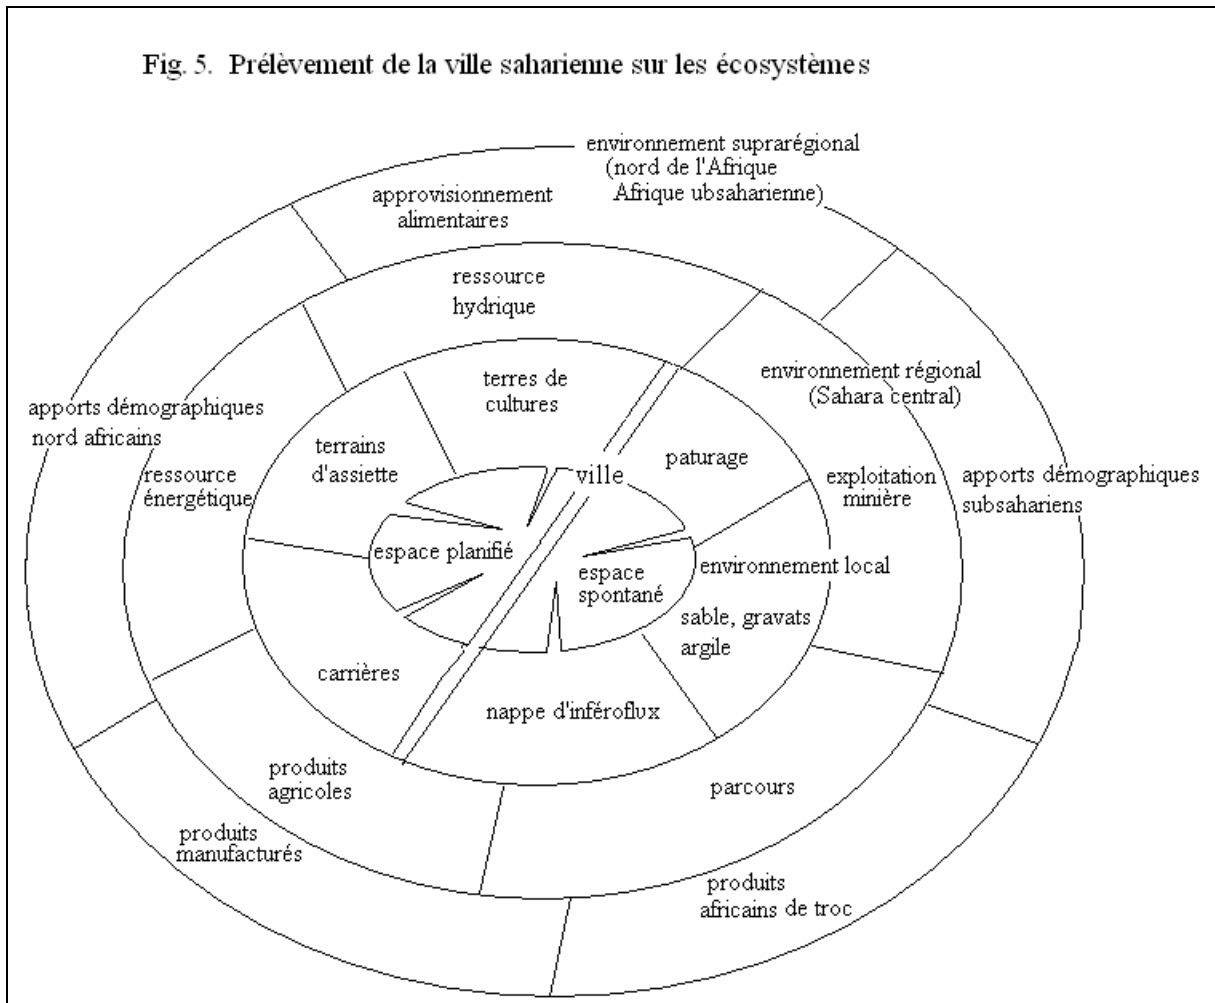 Fig. 5. Prélèvement de la ville saharienne sur les écosystèmes
environnement suprarégional
(nord de l'Afrique
Afrique ubsaharienne)
approvisionnement
alimentaires
ressource
hydrique
environnement régional
(Sahara central)
terres de
cultures
apports démographiques
nord africains
terrains
d'assiette
ville
paturage
ressource
énergétique
exploitation
minière
apports démographiques
subsahariens
espace planifié
espace
spontané
environnement local
sable, gravats
argile
carrières
nappe d'inféroflux
produits
agricoles
parcours
produits
manufacturés
produits
africains de troc